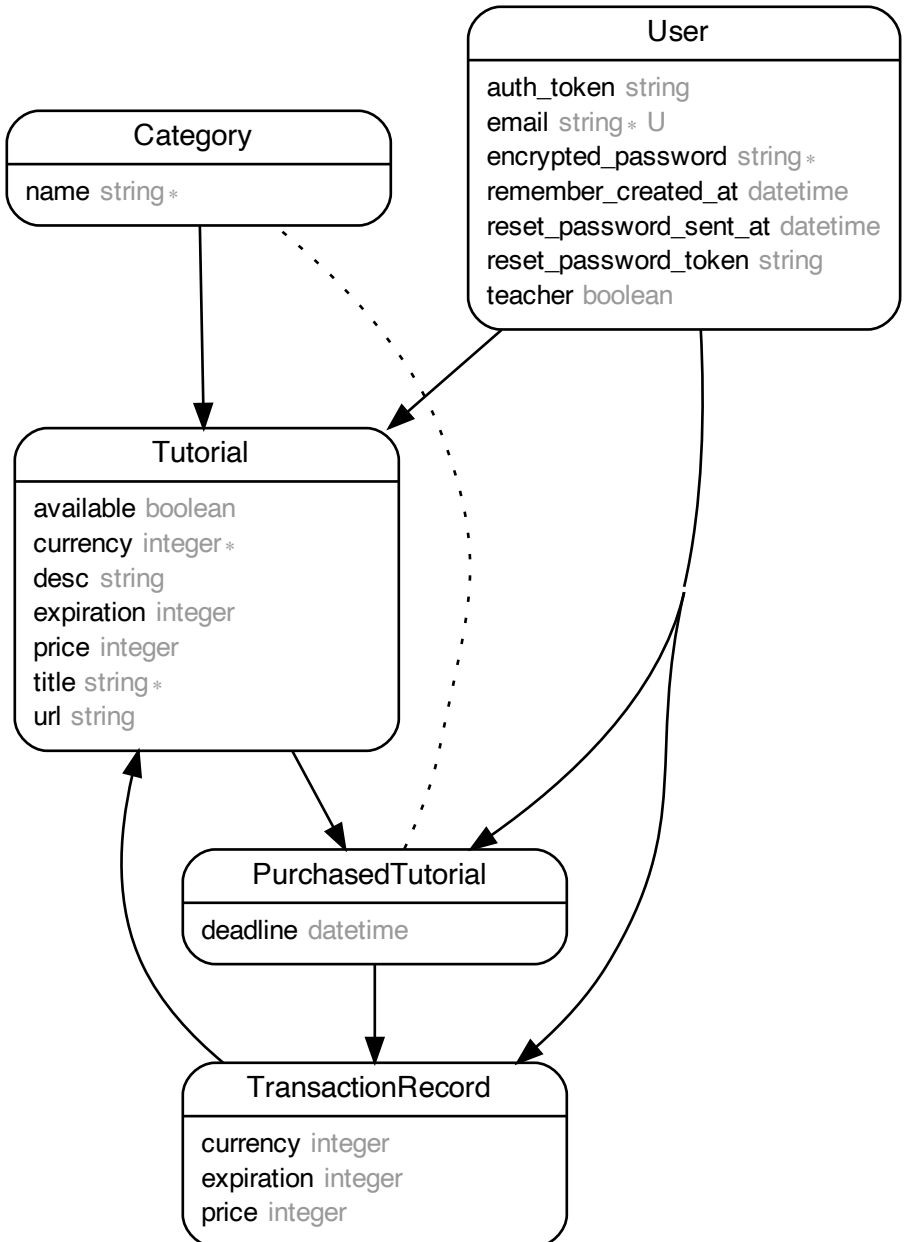 User
auth_token string
email string* U
encrypted_password string*
remember_created_at datetime
reset_password_sent_at datetime
reset_password_token string
teacher boolean
Category
name string*
Tutorial
available boolean
currency integer*
desc string
expiration integer
price integer
title string*
url string
PurchasedTutorial
deadline datetime
TransactionRecord
currency integer
expiration integer
price integer